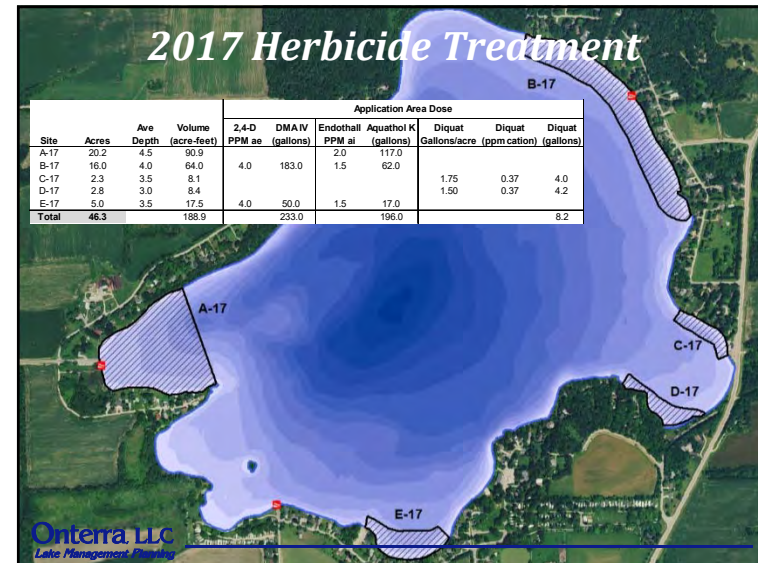 2017 Herbicide Treatment
B-17
Application Area Dose
Ave Volume 2,4-D DMA IV Endothall Aquathol K Diquat Diquat Diquat
Site Acres Depth (acre-feet) PPM ae (gallons) PPM ai (gallons) Gallons/acre (ppm cation) (gallons)
A-17 20.2 4.5 90.9 2.0 117.0
B-17 16.0 4.0 64.0 4.0 183.0 1.5 62.0
C-17 2.3 3.5 8.1 1.75 0.37 4.0
D-17 2.8 3.0 8.4 1.50 0.37 4.2
E-17 5.0 3.5 17.5 4.0 50.0 1.5 17.0
Total 46.3 188.9 233.0 196.0 8.2
A-17
C-17
D-17
E-17
Onterra LLC
Lake Management Planning